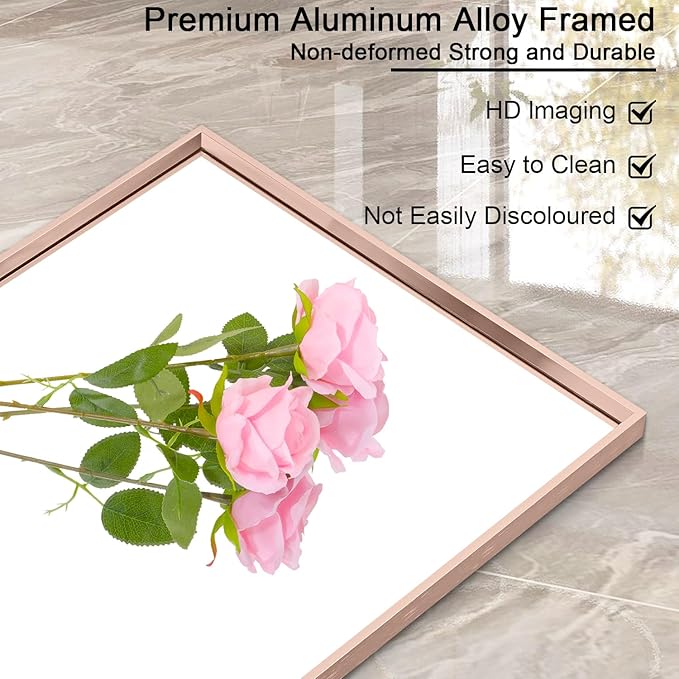 Premium Aluminum Alloy Framed
Non-deformed Strong and Durable
HD Imaging
Easy to Clean
Not Easily Discoloured